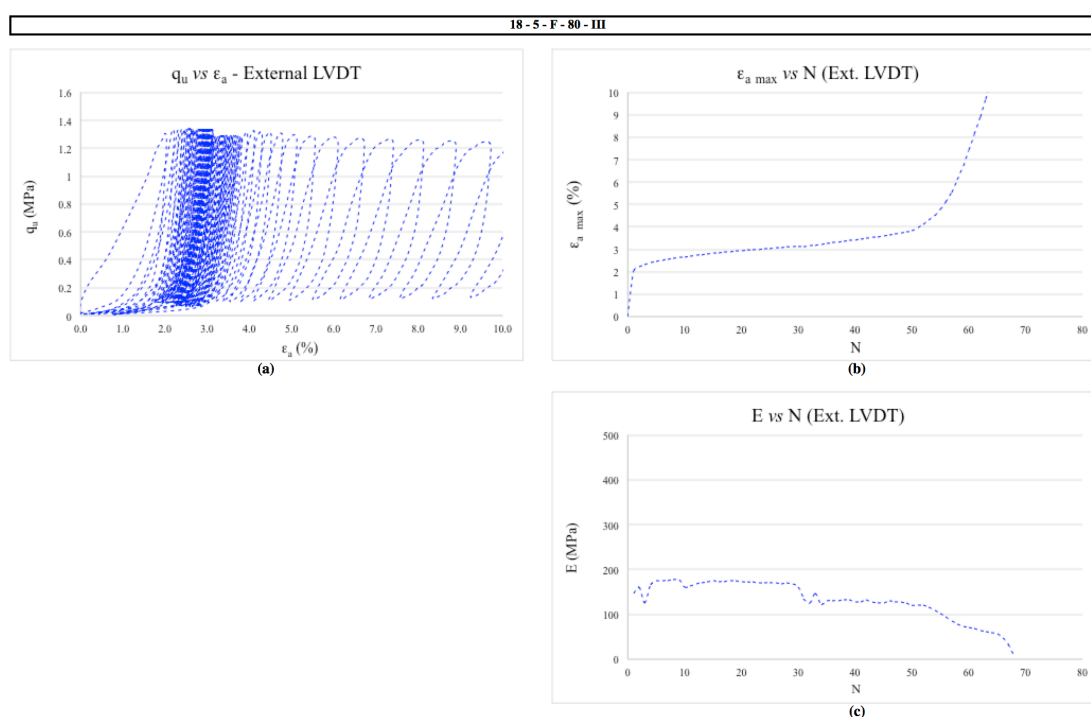 18 - 5 - F - 80 - III
qu vs εa - External LVDT
1.6
1.4
1.2
1
0.8
0.6
0.4
0.2
0
qu (MPa)
0.0 1.0 2.0 3.0 4.0 5.0 6.0 7.0 8.0 9.0 10.0
εa (%)
(a)
εa max vs N (Ext. LVDT)
10
9
8
7
6
5
4
3
2
1
0
εa max (%)
0 10 20 30 40 50 60 70 80
N
(b)
E vs N (Ext. LVDT)
500
400
300
200
100
0
E (MPa)
0 10 20 30 40 50 60 70 80
N
(c)